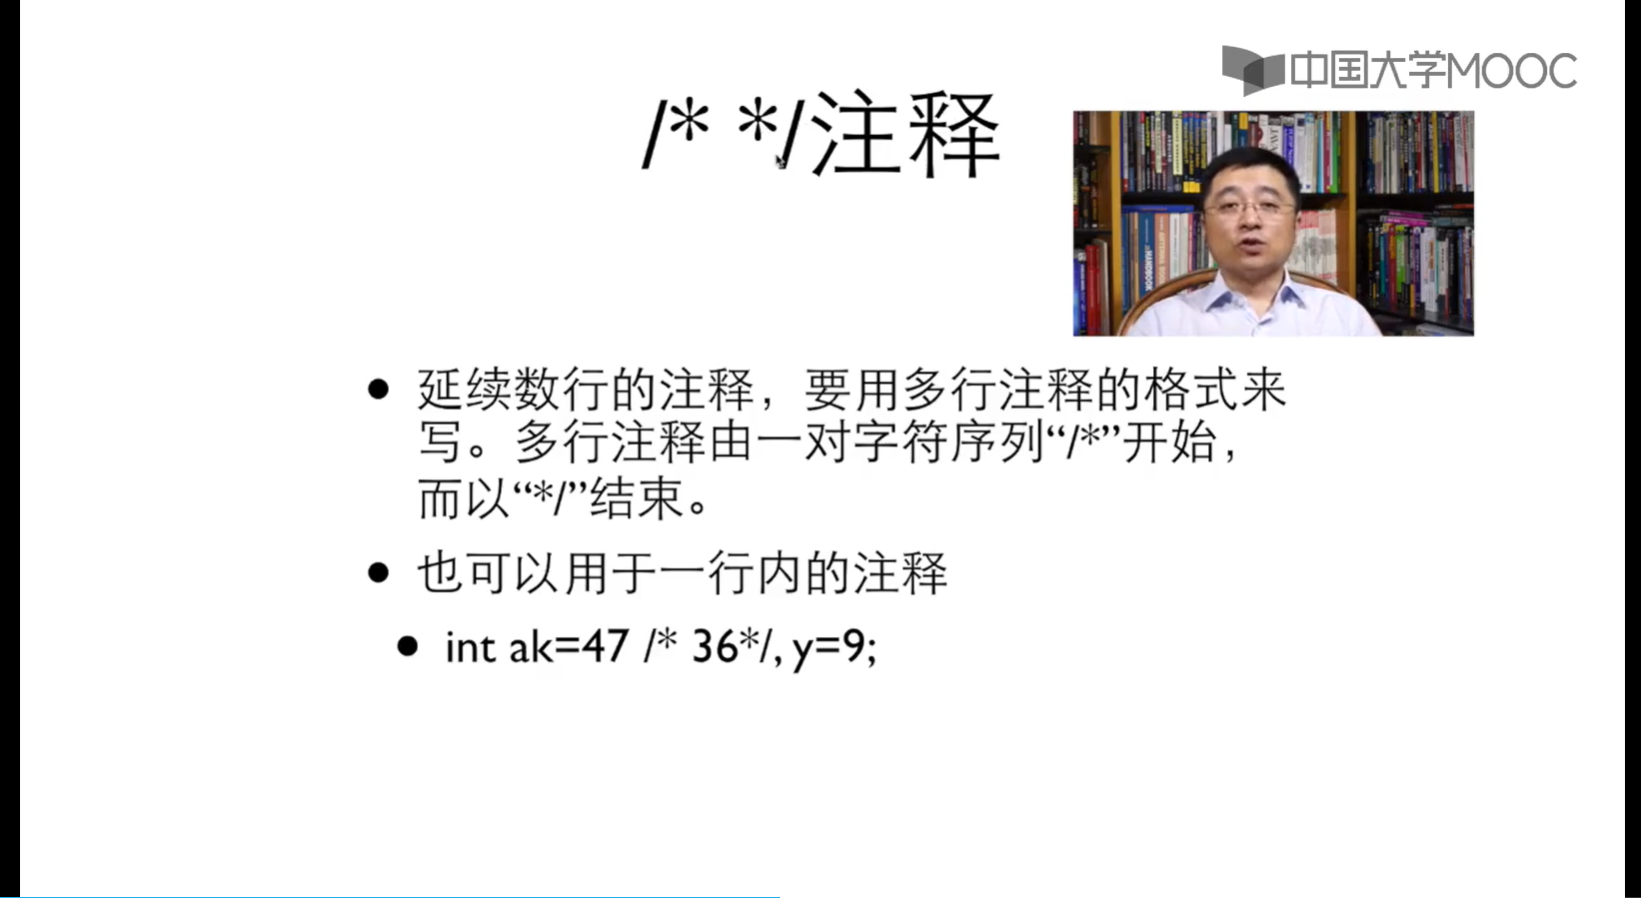 中国大学MOOC
/* */注释
HANDBOOK
延续数行的注释，要用多行注释的格式来
写。多行注释由一对字符序列“/*”开始，
而以“*/”结束。
也可以用于一行内的注释
int ak=47 /* 36*/, y=9;